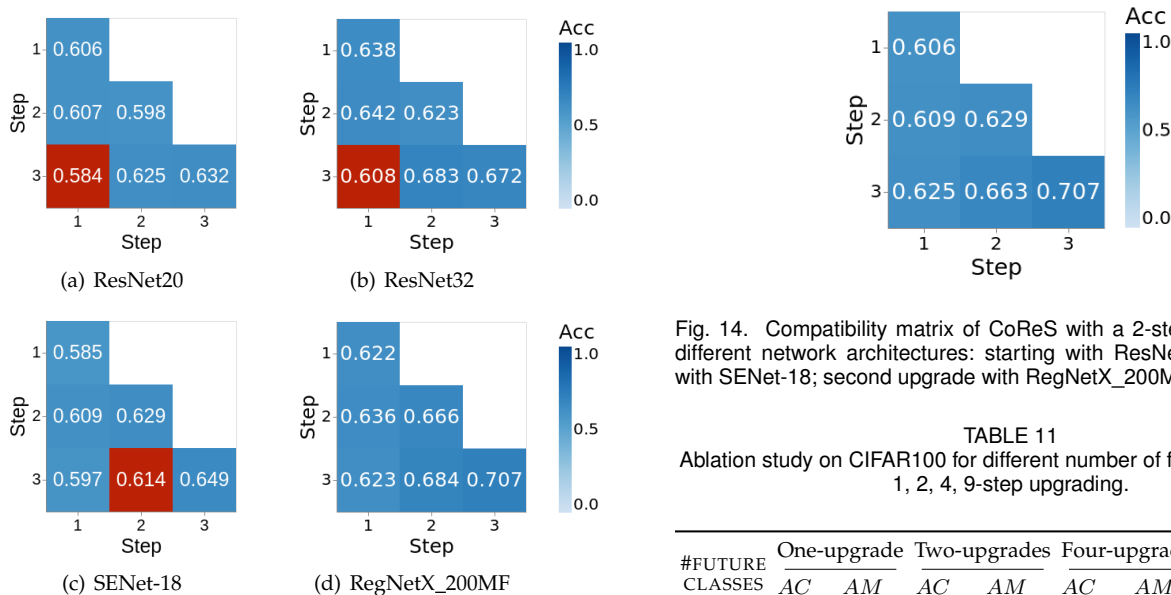 0.606
0.607 0.598
0.584 0.625 0.632
1
2
3
Step
1 2 3
Step
(a) ResNet20
0.638
0.642 0.623
0.608 0.683 0.672
1
2
3
Step
1 2 3
Step
Acc
1.0
0.5
0.0
(b) ResNet32
0.585
0.609 0.629
0.597 0.614 0.649
1
2
3
Step
1 2 3
(c) SENet-18
0.622
0.636 0.666
0.623 0.684 0.707
1
2
3
Step
1 2 3
Acc
1.0
0.5
0.0
(d) RegNetX_200MF
0.606
0.609 0.629
0.625 0.663 0.707
1
2
3
Step
1 2 3
Step
Acc
1.0
0.5
0.0
Fig. 14. Compatibility matrix of CoReS with a 2-ste
different network architectures: starting with ResNe
with SENet-18; second upgrade with RegNetX_200M
TABLE 11
Ablation study on CIFAR100 for different number of f
1, 2, 4, 9-step upgrading.
#FUTURE One-upgrade Two-upgrades Four-upgrad
CLASSES AC AM AC AM AC AM